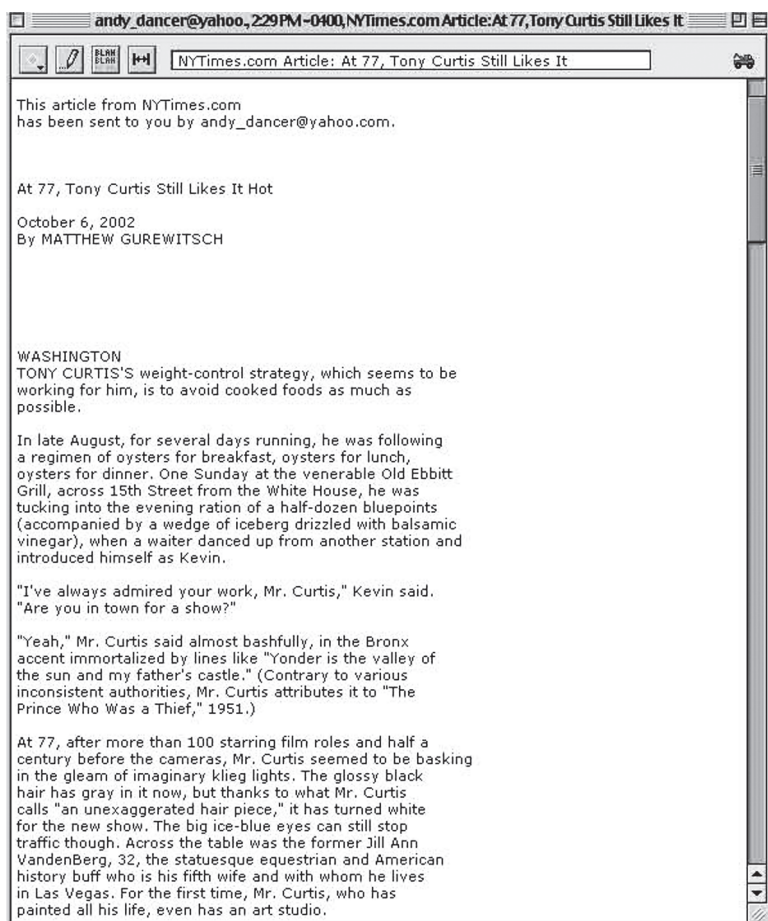 andy_dancer@yahoo., 2:29 PM -0400, NYTimes.com Article: At 77, Tony Curtis Still Likes It
BLAH
BLAH
NYTimes.com Article: At 77, Tony Curtis Still Likes It
This article from NYTimes.com
has been sent to you by andy_dancer@yahoo.com.
At 77, Tony Curtis Still Likes It Hot
October 6, 2002
By MATTHEW GUREWITSCH
WASHINGTON
TONY CURTIS'S weight-control strategy, which seems to be
working for him, is to avoid cooked foods as much as
possible.
In late August, for several days running, he was following
a regimen of oysters for breakfast, oysters for lunch,
oysters for dinner. One Sunday at the venerable Old Ebbitt
Grill, across 15th Street from the White House, he was
tucking into the evening ration of a half-dozen bluepoints
(accompanied by a wedge of iceberg drizzled with balsamic
vinegar), when a waiter danced up from another station and
introduced himself as Kevin.
"I've always admired your work, Mr. Curtis," Kevin said.
"Are you in town for a show?"
"Yeah," Mr. Curtis said almost bashfully, in the Bronx
accent immortalized by lines like "Yonder is the valley of
the sun and my father's castle." (Contrary to various
inconsistent authorities, Mr. Curtis attributes it to "The
Prince Who Was a Thief," 1951.)
At 77, after more than 100 starring film roles and half a
century before the cameras, Mr. Curtis seemed to be basking
in the gleam of imaginary klieg lights. The glossy black
hair has gray in it now, but thanks to what Mr. Curtis
calls "an unexaggerated hair piece," it has turned white
for the new show. The big ice-blue eyes can still stop
traffic though. Across the table was the former Jill Ann
VandenBerg, 32, the statuesque equestrian and American
history buff who is his fifth wife and with whom he lives
in Las Vegas. For the first time, Mr. Curtis, who has
painted all his life, even has an art studio.